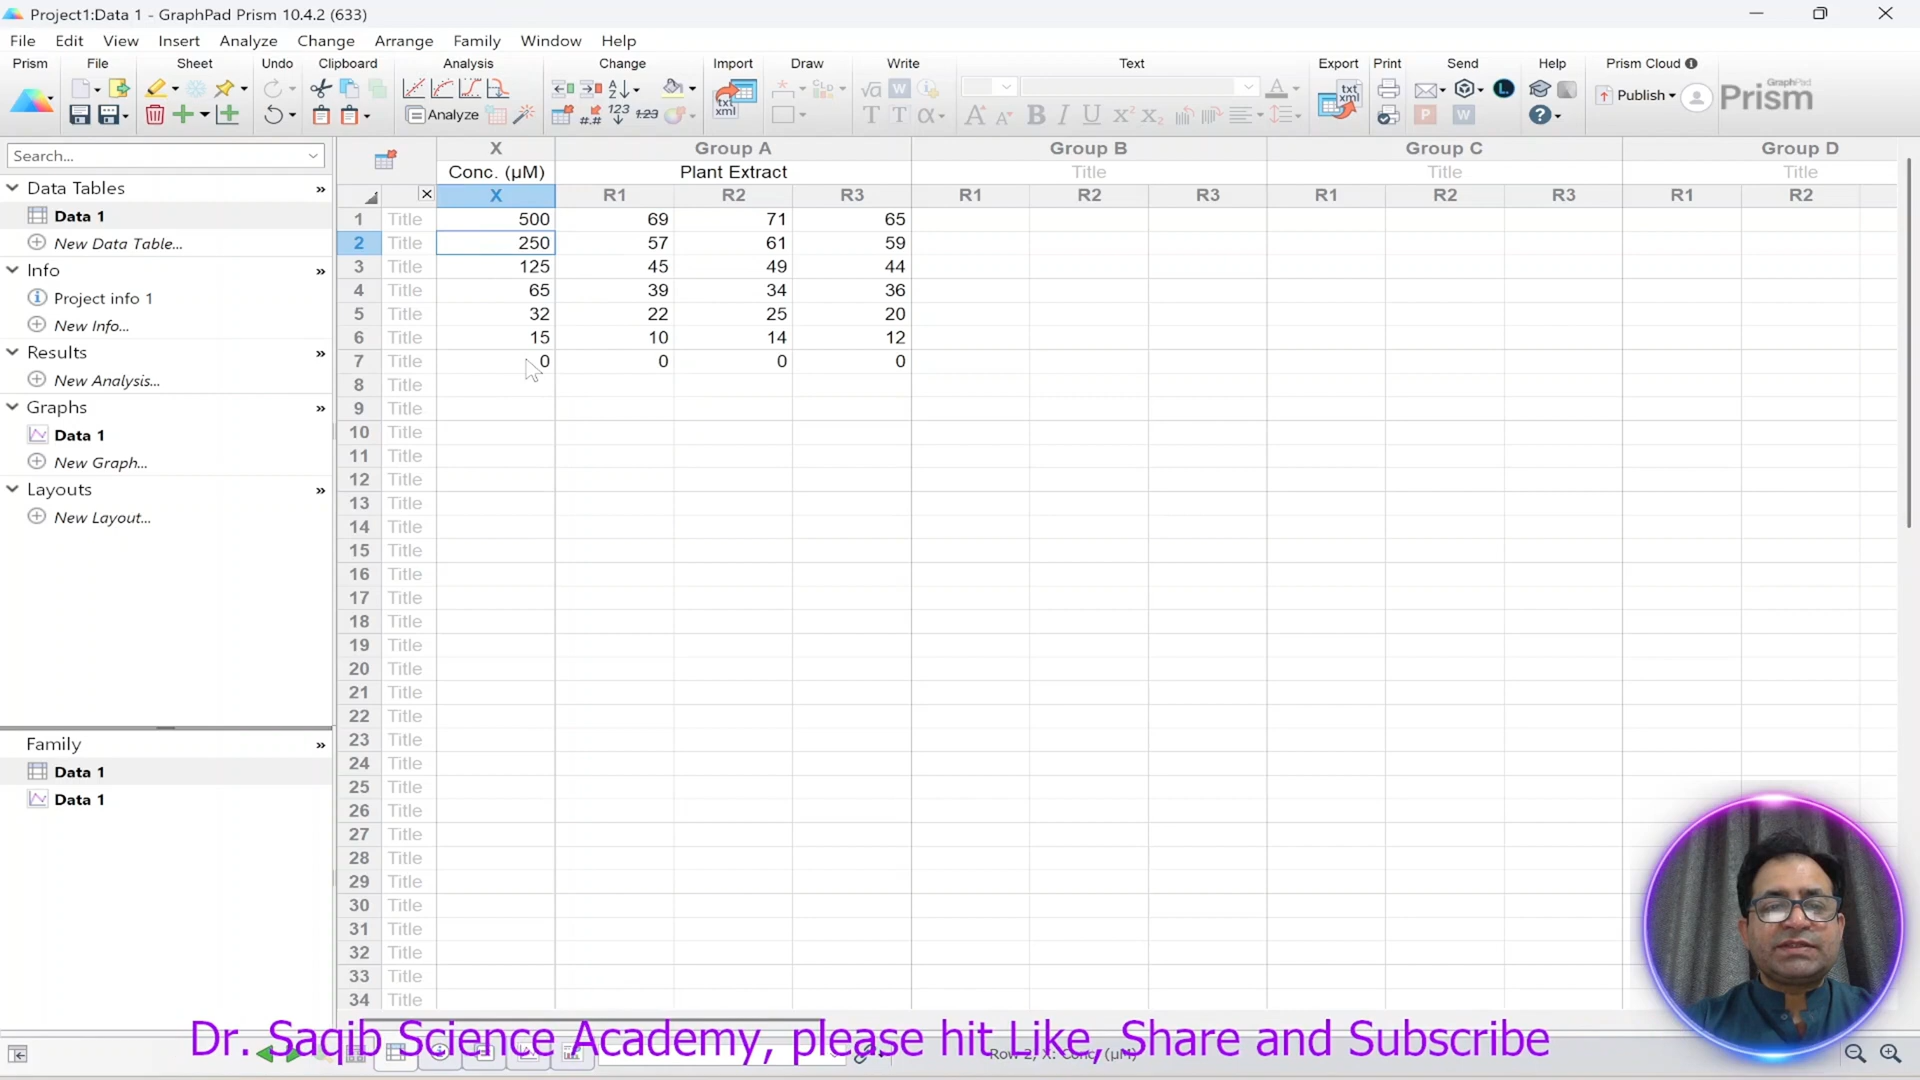 Project1:Data 1 - GraphPad Prism 10.4.2 (633)
File Edit View Insert Analyze Change Arrange Family Window Help
Prism File Sheet Undo Clipboard Analysis Change Import Draw Write Text Export Print Send Help Prism Cloud
Analyze
Publish
GraphPad
Prism
Search...
Data Tables
Data 1
New Data Table...
Info
Project info 1
New Info...
Results
New Analysis...
Graphs
Data 1
New Graph...
Layouts
New Layout...
Family
Data 1
Data 1
X Group A Group B Group C Group D
Conc. (µM) Plant Extract Title Title Title
X R1 R2 R3 R1 R2 R3 R1 R2 R3 R1 R2
1 Title 500 69 71 65
2 Title 250 57 61 59
3 Title 125 45 49 44
4 Title 65 39 34 36
5 Title 32 22 25 20
6 Title 15 10 14 12
7 Title 0 0 0 0
8 Title
9 Title
10 Title
11 Title
12 Title
13 Title
14 Title
15 Title
16 Title
17 Title
18 Title
19 Title
20 Title
21 Title
22 Title
23 Title
24 Title
25 Title
26 Title
27 Title
28 Title
29 Title
30 Title
31 Title
32 Title
33 Title
34 Title
Dr. Saqib Science Academy, please hit Like, Share and Subscribe
Row 2, X: Conc. (µM)